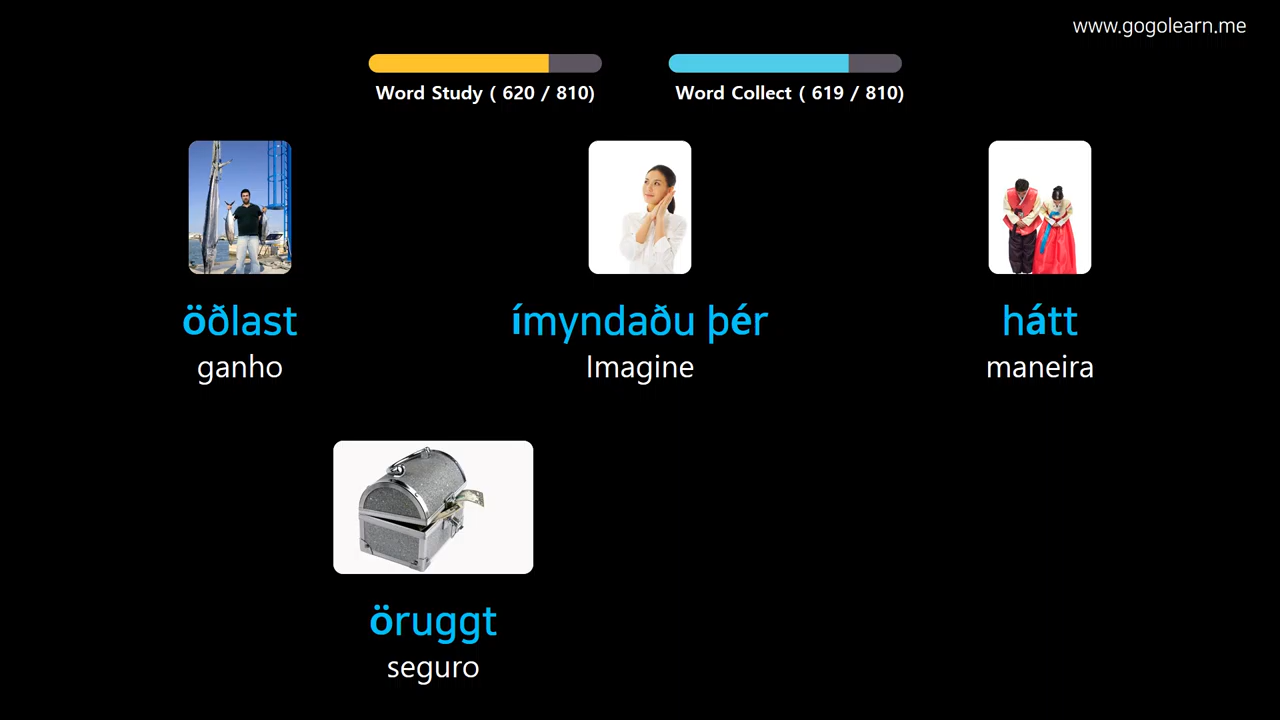 www.gogolearn.me
Word Study ( 620 / 810)
Word Collect ( 619 / 810)
öðlast
ganho
ímyndaðu þér
Imagine
hátt
maneira
öruggt
seguro